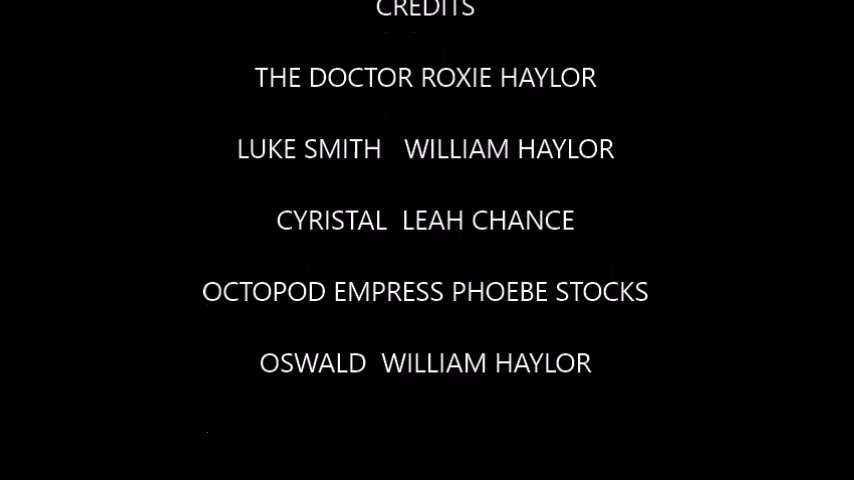 CREDITS
THE DOCTOR ROXIE HAYLOR
LUKE SMITH   WILLIAM HAYLOR
CYRISTAL  LEAH CHANCE
OCTOPOD EMPRESS PHOEBE STOCKS
OSWALD  WILLIAM HAYLOR